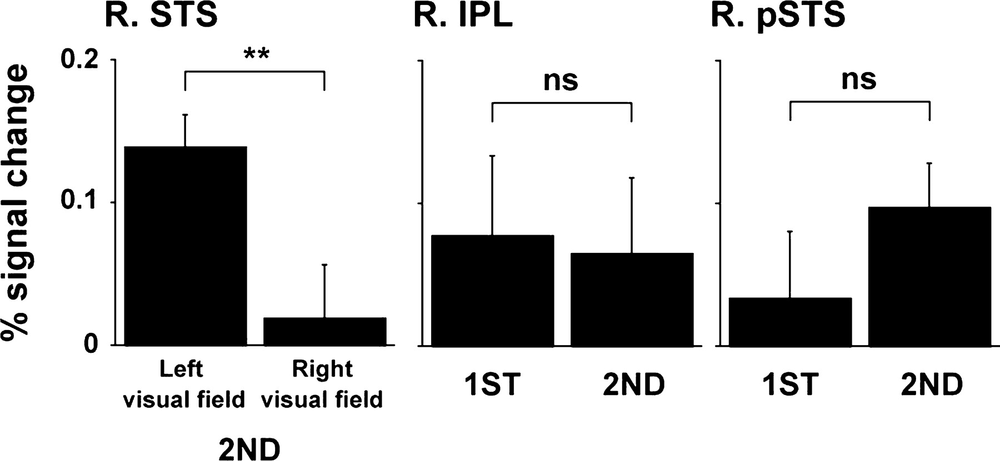 R. STS
R. IPL
R. pSTS
% signal change
0.2
0.1
0
**
ns
ns
Left
visual field
Right
visual field
2ND
1ST
2ND
1ST
2ND